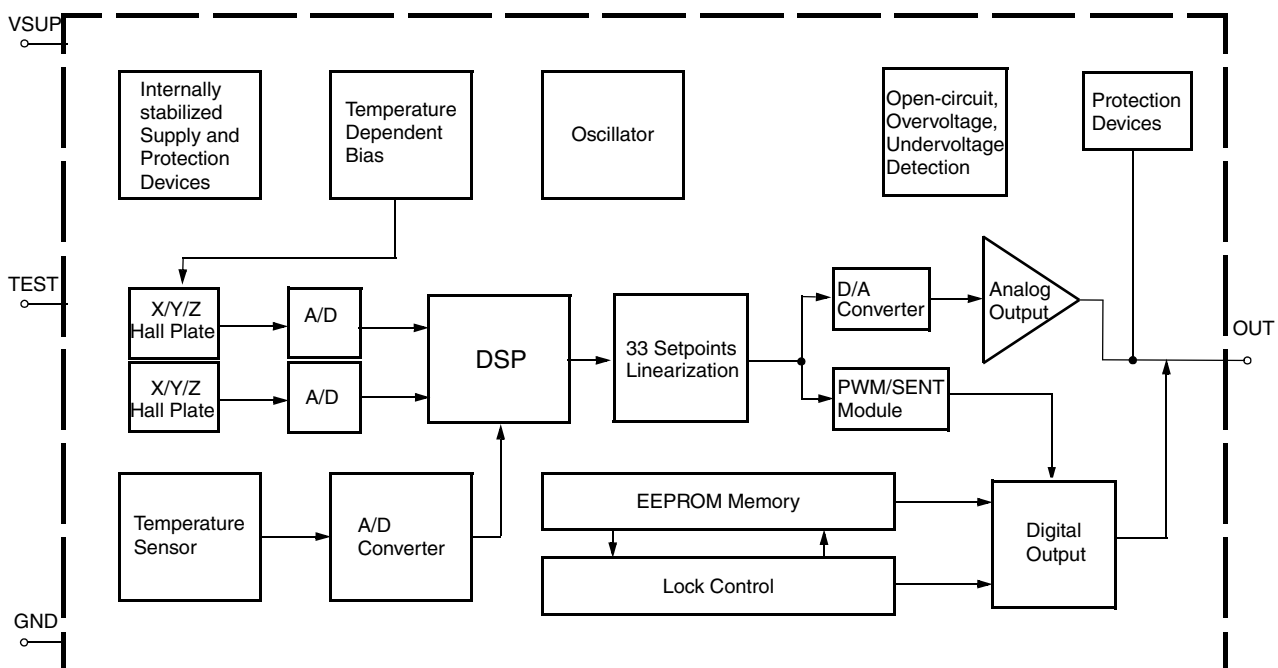 VSUP
Internally
stabilized
Supply and
Protection
Devices
Temperature
Dependent
Bias
Oscillator
Open-circuit,
Overvoltage,
Undervoltage
Detection
Protection
Devices
TEST
X/Y/Z
Hall Plate
A/D
X/Y/Z
Hall Plate
A/D
DSP
33 Setpoints
Linearization
D/A
Converter
Analog
Output
OUT
PWM/SENT
Module
Temperature
Sensor
A/D
Converter
EEPROM Memory
Lock Control
Digital
Output
GND